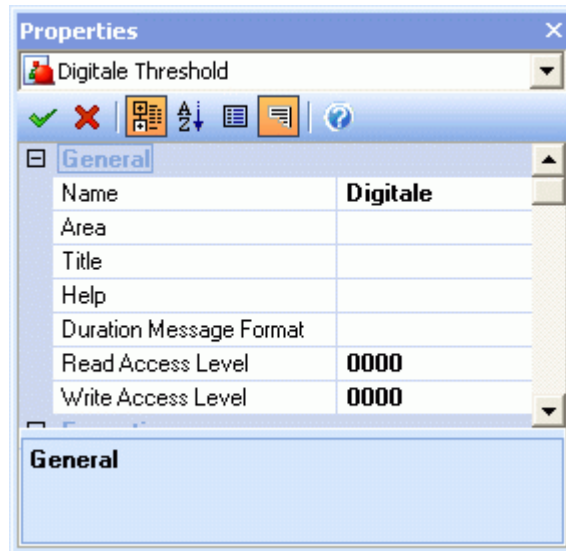 Properties
Digitale Threshold
General
Name Digitale
Area
Title
Help
Duration Message Format
Read Access Level 0000
Write Access Level 0000
General